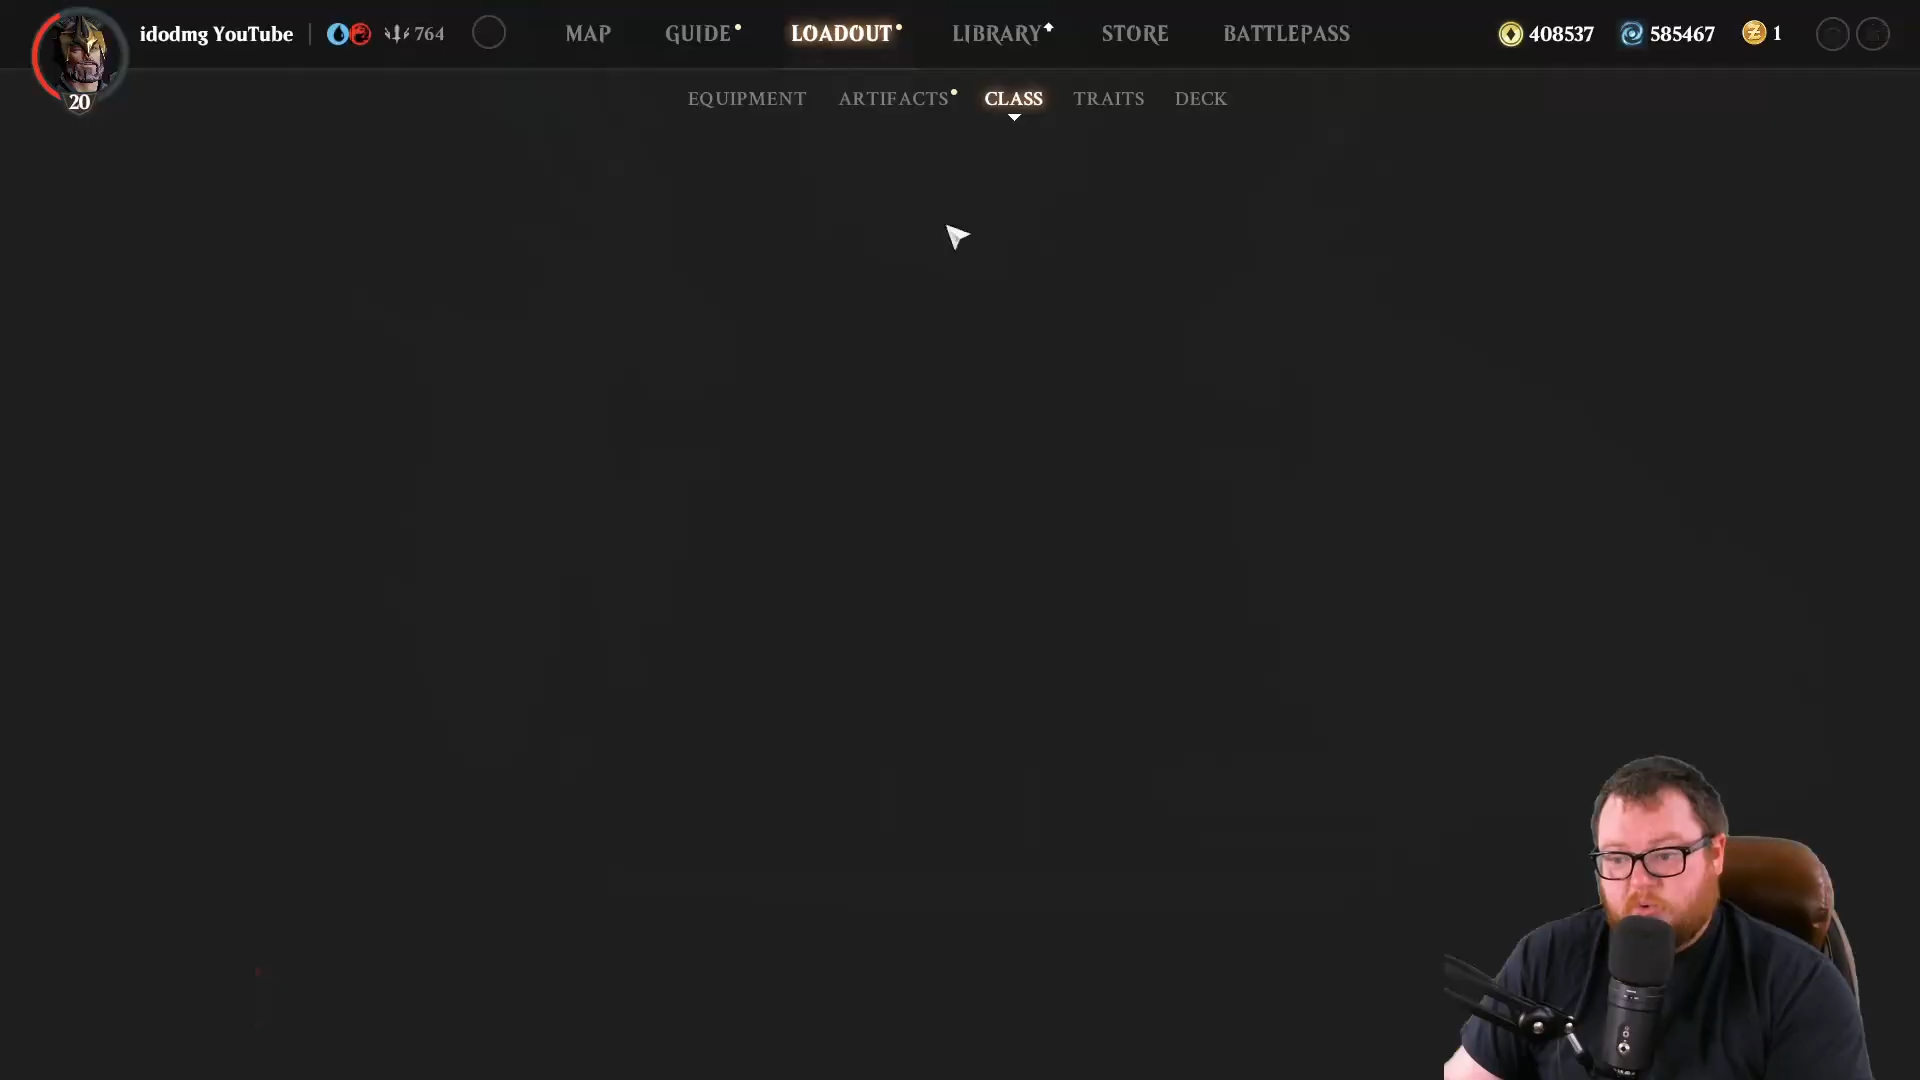 idodmg YouTube 764 MAP GUIDE LOADOUT LIBRARY STORE BATTLEPASS 408537 585467 1
20
EQUIPMENT ARTIFACTS CLASS TRAITS DECK